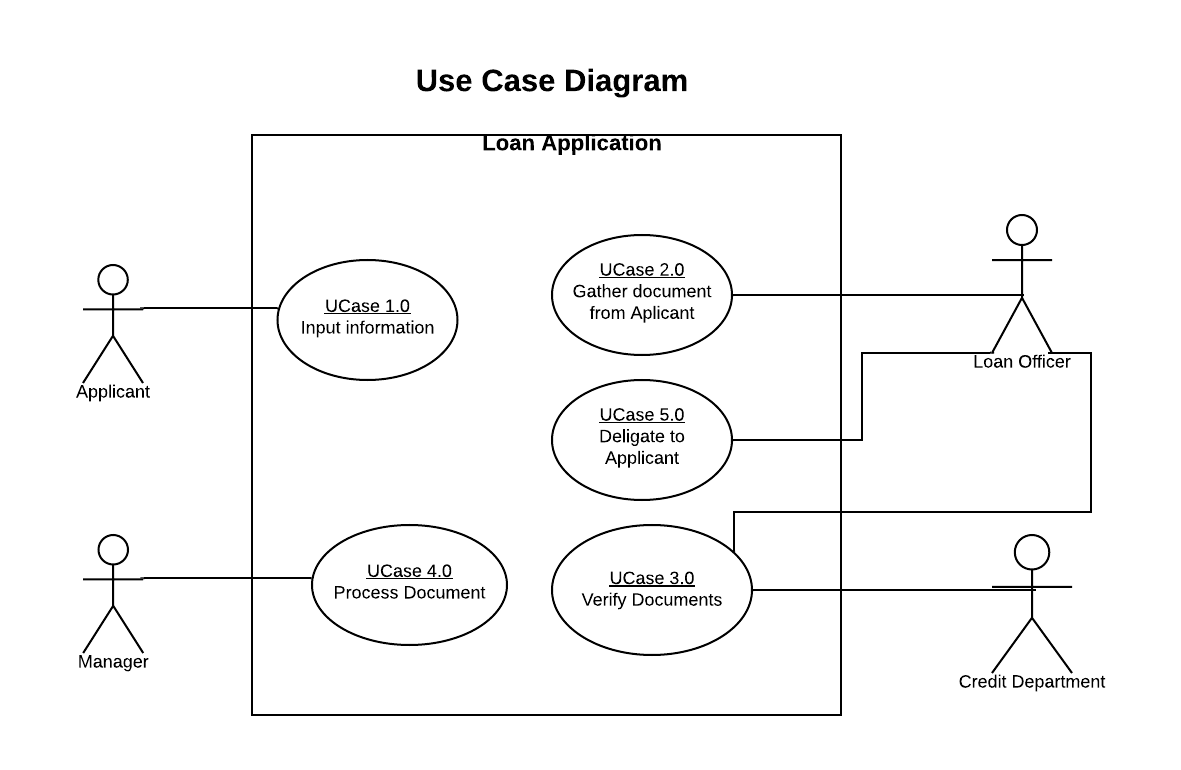 Use Case Diagram
Loan Application
UCase 1.0
Input information
UCase 2.0
Gather document
from Aplicant
Applicant
Loan Officer
UCase 5.0
Deligate to
Applicant
UCase 4.0
Process Document
UCase 3.0
Verify Documents
Manager
Credit Department